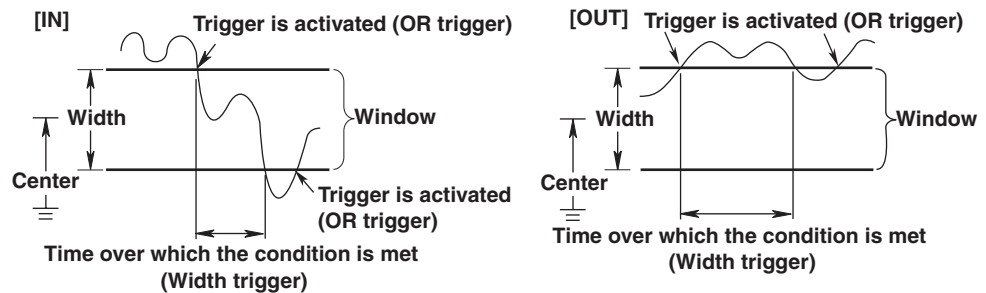 [IN]
Trigger is activated (OR trigger)
Width
Window
Center
Trigger is activated
(OR trigger)
Time over which the condition is met
(Width trigger)
[OUT]
Trigger is activated (OR trigger)
Width
Window
Center
Time over which the condition is met
(Width trigger)